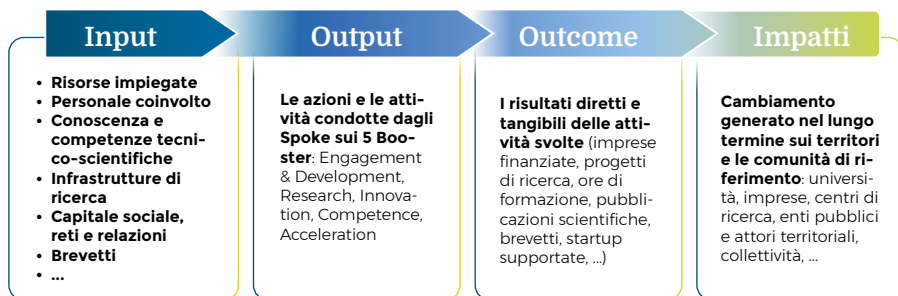 Input
Output
Outcome
Impatti
• Risorse impiegate
• Personale coinvolto
• Conoscenza e
competenze tecni-
co-scientifiche
• Infrastrutture di
ricerca
• Capitale sociale,
reti e relazioni
• Brevetti
• ...
Le azioni e le atti-
vità condotte dagli
Spoke sui 5 Boo-
ster: Engagement
& Development,
Research, Innova-
tion, Competence,
Acceleration
I risultati diretti e
tangibili delle atti-
vità svolte (imprese
finanziate, progetti
di ricerca, ore di
formazione, pubbli-
cazioni scientifiche,
brevetti, startup
supportate, ...)
Cambiamento
generato nel lungo
termine sui territori
e le comunità di ri-
ferimento: universi-
tà, imprese, centri di
ricerca, enti pubblici
e attori territoriali,
collettività, ...